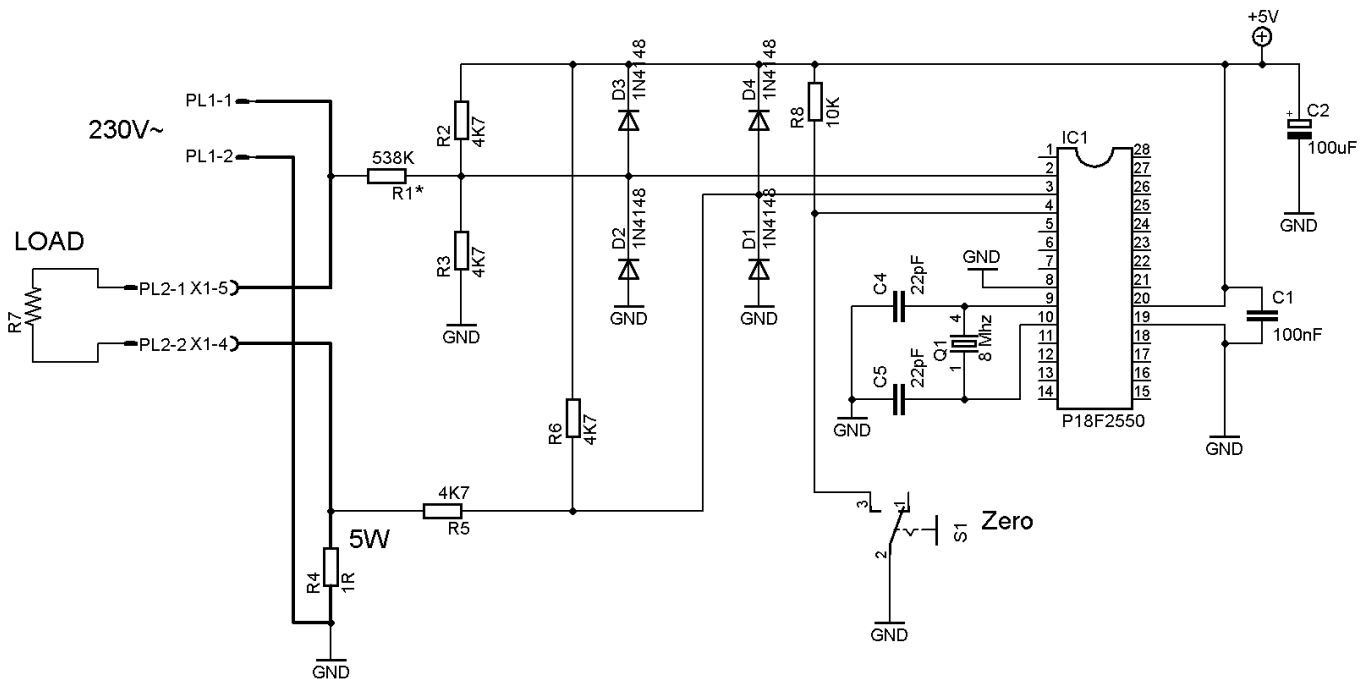 +5V
PL1-1
230V~
PL1-2
538K
R1*
R2
4K7
R3
4K7
GND
D3
1N4148
D4
1N4148
D2
1N4148
GND
D1
1N4148
GND
R8
10K
IC1
1
2
3
4
5
6
7
8
9
10
11
12
13
14
28
27
26
25
24
23
22
21
20
19
18
17
16
15
P18F2550
+
C2
100uF
GND
C1
100nF
GND
LOAD
R7
PL2-1 X1-5
PL2-2 X1-4
GND
C4
22pF
C5
22pF
GND
4
Q1
8 Mhz
1
R6
4K7
4K7
R5
5W
R4
1R
GND
3
1
2
S1
Zero
GND